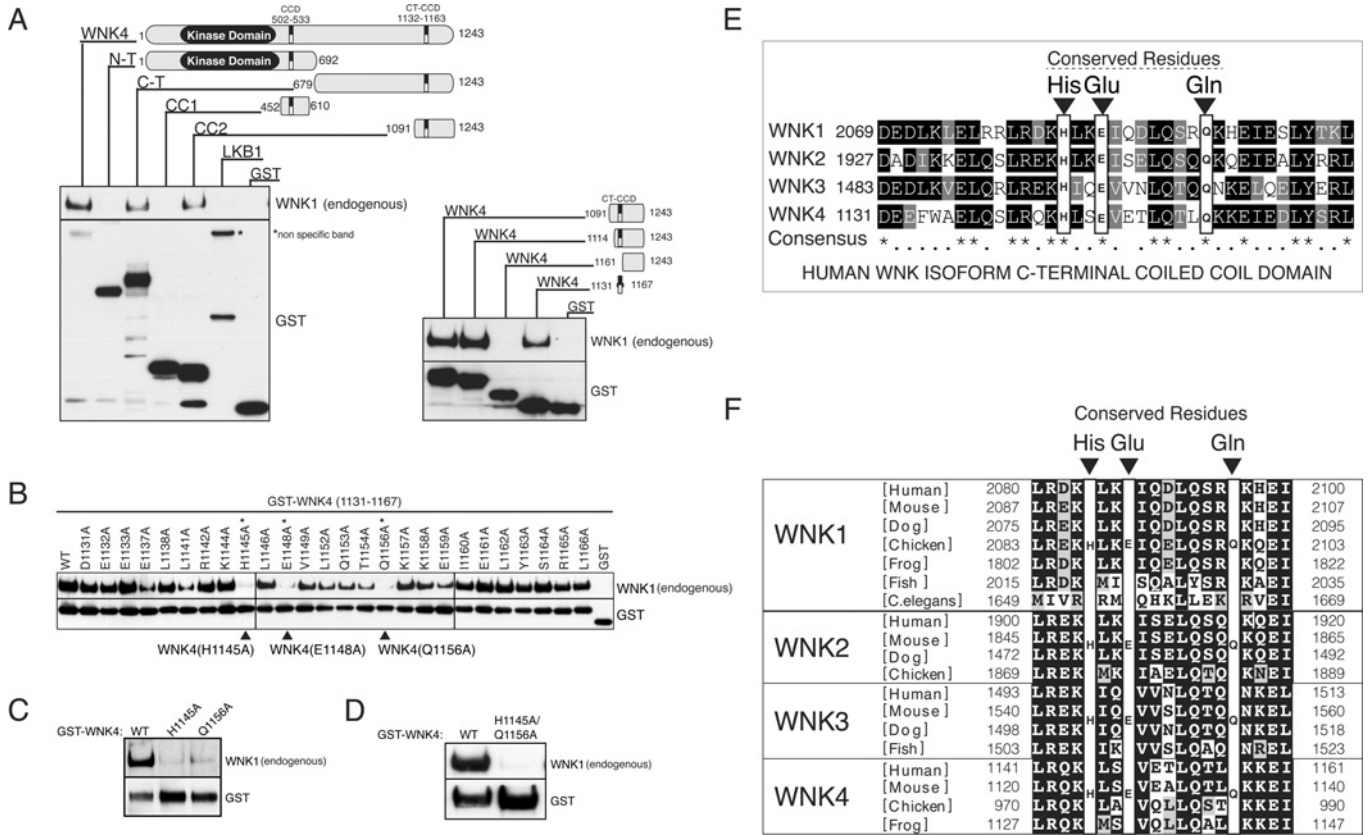 A
CCD
502-533
CT-CCD
1132-1163
WNK4 1 Kinase Domain 1243
N-T 1 Kinase Domain 692
C-T 679 1243
CC1 452 610
CC2 1091 1243
LKB1
GST
WNK1 (endogenous)
* *non specific band
GST
CT-CCD
WNK4 1091 1243
WNK4 1114 1243
WNK4 1161 1243
WNK4 1131 1167
GST
WNK1 (endogenous)
GST
B
GST-WNK4 (1131-1167)
WT D1131A E1132A E1133A E1137A L1138A L1141A R1142A K1144A H1145A* L1146A E1148A* V1149A L1152A Q1153A T1154A Q1156A* K1157A K1158A E1159A I1160A E1161A L1162A Y1163A S1164A R1165A L1166A GST
WNK1 (endogenous)
GST
WNK4(H1145A) WNK4(E1148A) WNK4(Q1156A)
C
GST-WNK4: WT H1145A Q1156A
WNK1 (endogenous)
GST
D
GST-WNK4: WT H1145A/
Q1156A
WNK1 (endogenous)
GST
E
Conserved Residues
His Glu Gln
WNK1 2069 DEDLKLELRRLRDKHLKEIQDLQSRQKHEIESLYTKL
WNK2 1927 DADIKKELQSLREKHLKEISELQSQQKQEIEALYRRL
WNK3 1483 DEDLKVELQRLREKHIQEVVNLQTQQNKELQELYERL
WNK4 1131 DEEFWAELQSLRQKHLSEVETLQTLQKKEIEDLYSRL
Consensus
HUMAN WNK ISOFORM C-TERMINAL COILED COIL DOMAIN
F
Conserved Residues
His Glu Gln
WNK1
[Human] 2080 LRDK LK IQDLQSR KHEI 2100
[Mouse] 2087 LREK LK IQDLQSR KHEI 2107
[Dog] 2075 LREK LK IQDLQSR KHEI 2095
[Chicken] 2083 LREK H LK E IQELQSR Q KHEI 2103
[Frog] 1802 LRDK LK IQELQSR KQEI 1822
[Fish] 2015 LRDK MI SQALYSR KAEI 2035
[C.elegans] 1649 MIVR RM QHKLLEK RVEI 1669
WNK2
[Human] 1900 LREK LK ISELQSQ KQEI 1920
[Mouse] 1845 LREK H LK E ISELQSQ Q KQEI 1865
[Dog] 1472 LREK LK ISELQSQ KQEI 1492
[Chicken] 1869 LREK MK IAELQTQ KNEI 1889
WNK3
[Human] 1493 LREK IQ VVNLQTQ NKEL 1513
[Mouse] 1540 LREK H IQ E VVSLQTQ Q NKEL 1560
[Dog] 1498 LREK IQ VVNLQTQ NKEL 1518
[Fish] 1503 LREK IK VVSLQAQ NREL 1523
WNK4
[Human] 1141 LRQK LS VETLQTL KKEI 1161
[Mouse] 1120 LRQK H LS E VEALQTL Q KKEI 1140
[Chicken] 970 LRQK LA VQLLQST KKEI 990
[Frog] 1127 LRQK MS VQLLQAL KKEI 1147